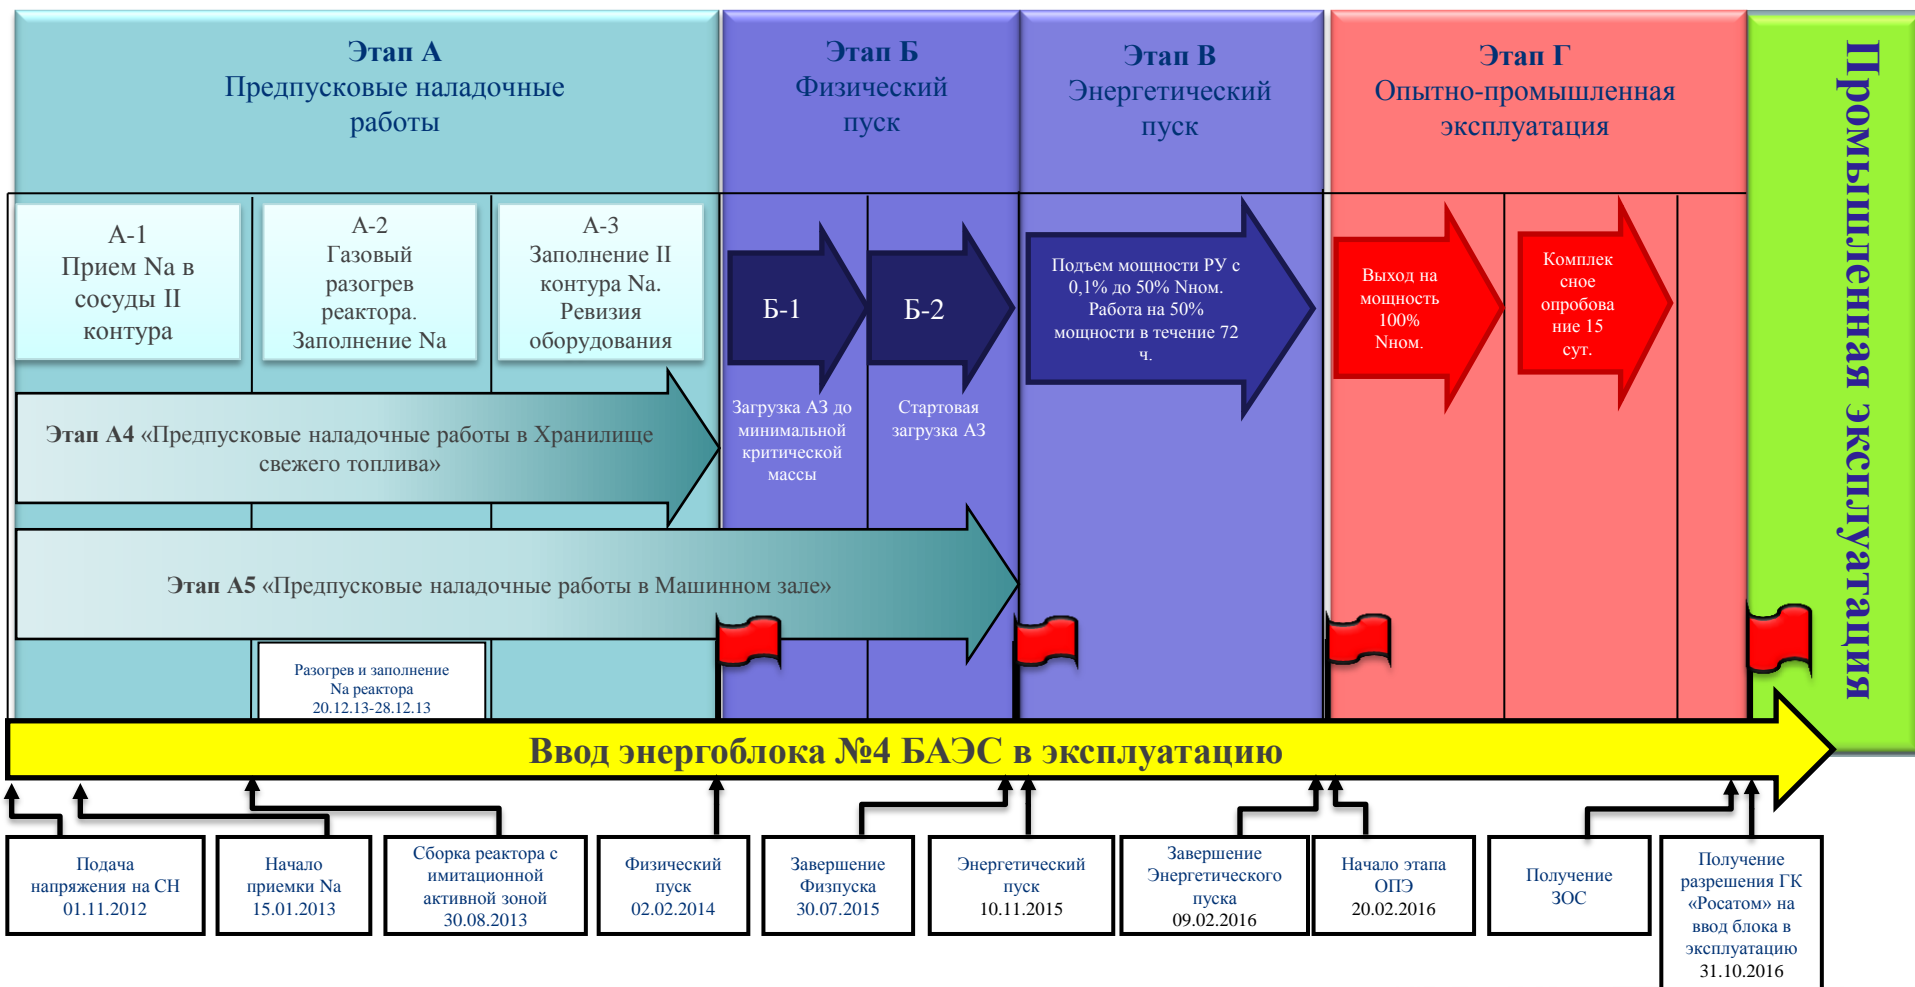 Этап А
Предпусковые наладочные
работы
Этап Б
Физический
пуск
Этап В
Энергетический
пуск
Этап Г
Опытно-промышленная
эксплуатация
Промышленная эксплуатация
А-1
Прием Na в
сосуды II
контура
А-2
Газовый
разогрев
реактора.
Заполнение Na
А-3
Заполнение II
контура Na.
Ревизия
оборудования
Б-1
Б-2
Подъем мощности РУ с
0,1% до 50% Nном.
Работа на 50%
мощности в течение 72
ч.
Выход на
мощность
100%
Nном.
Комплек
сное
опробова
ние 15
сут.
Загрузка АЗ до
минимальной
критической
массы
Стартовая
загрузка АЗ
Этап А4 «Предпусковые наладочные работы в Хранилище
свежего топлива»
Этап А5 «Предпусковые наладочные работы в Машинном зале»
Разогрев и заполнение
Na реактора
20.12.13-28.12.13
Ввод энергоблока №4 БАЭС в эксплуатацию
Подача
напряжения на СН
01.11.2012
Начало
приемки Na
15.01.2013
Сборка реактора с
имитационной
активной зоной
30.08.2013
Физический
пуск
02.02.2014
Завершение
Физпуска
30.07.2015
Энергетический
пуск
10.11.2015
Завершение
Энергетического
пуска
09.02.2016
Начало этапа
ОПЭ
20.02.2016
Получение
ЗОС
Получение
разрешения ГК
«Росатом» на
ввод блока в
эксплуатацию
31.10.2016